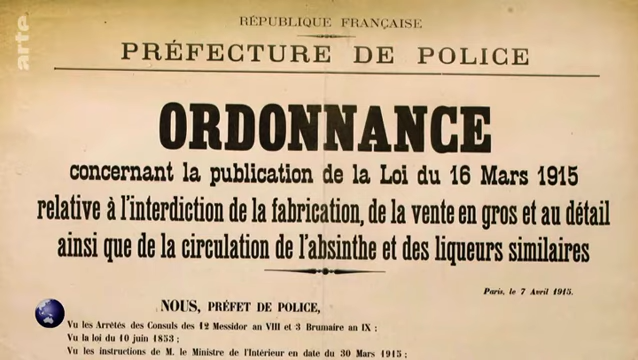 arte
RÉPUBLIQUE FRANÇAISE
PRÉFECTURE DE POLICE
ORDONNANCE
concernant la publication de la Loi du 16 Mars 1915
relative à l'interdiction de la fabrication, de la vente en gros et au détail
ainsi que de la circulation de l'absinthe et des liqueurs similaires
Paris, le 7 Avril 1915.
NOUS, PRÉFET DE POLICE,
Vu les Arrêtés des Consuls des 12 Messidor an VIII et 3 Brumaire an IX ;
Vu la loi du 10 juin 1853 ;
Vu les instructions de M. le Ministre de l'Intérieur en date du 30 Mars 1915 ;